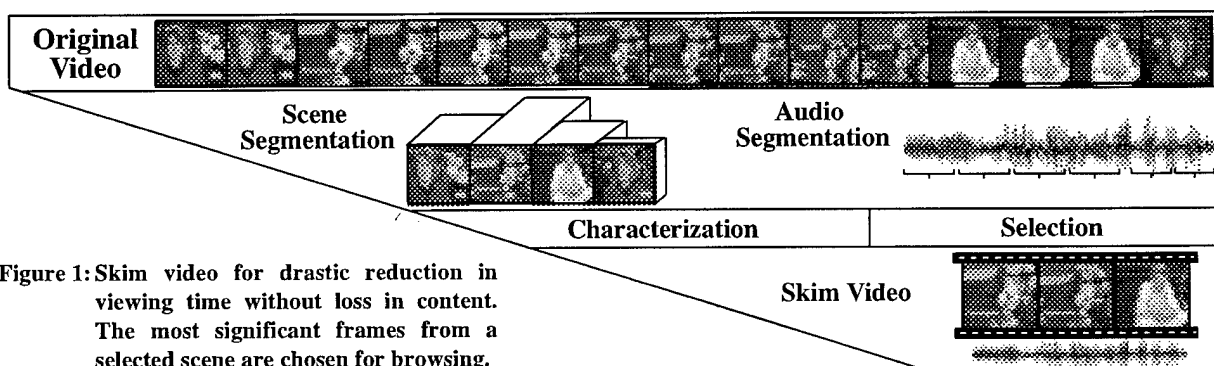 Original
Video
Scene
Segmentation
Audio
Segmentation
Characterization
Selection
Skim Video
Figure 1: Skim video for drastic reduction in
viewing time without loss in content.
The most significant frames from a
selected scene are chosen for browsing.